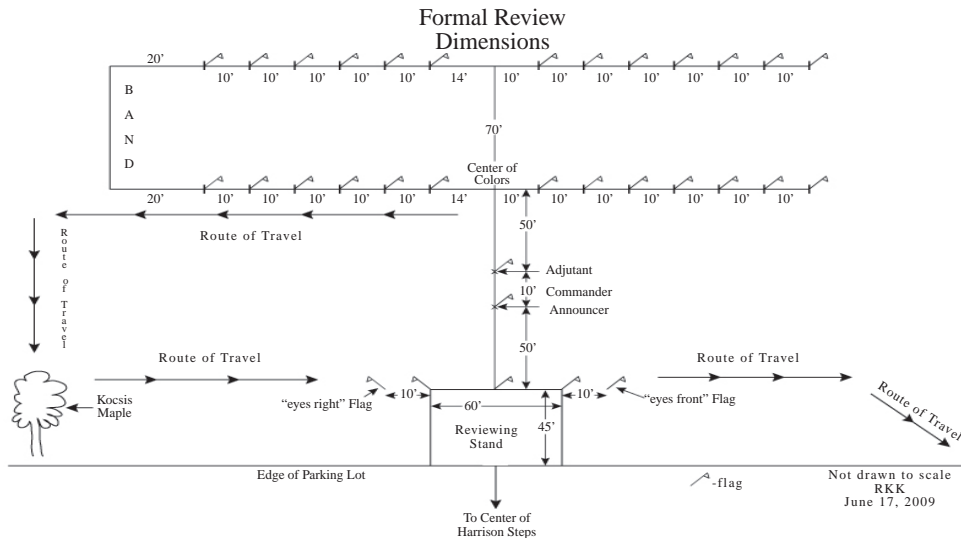 Formal Review
Dimensions
20’
10’ 10’ 10’ 10’ 10’ 14’ 10’ 10’ 10’ 10’ 10’ 10’ 10’
BAND
70’
Center of
Colors
20’ 10’ 10’ 10’ 10’ 10’ 14’ 10’ 10’ 10’ 10’ 10’ 10’ 10’
Route of Travel
Route of Travel
50’
Adjutant
10’ Commander
Announcer
50’
Route of Travel
Route of Travel
Kocsis
Maple
“eyes right” Flag
10’
60’
10’
“eyes front” Flag
Route of Travel
Reviewing
Stand
45’
Edge of Parking Lot
-flag
Not drawn to scale
RKK
June 17, 2009
To Center of
Harrison Steps